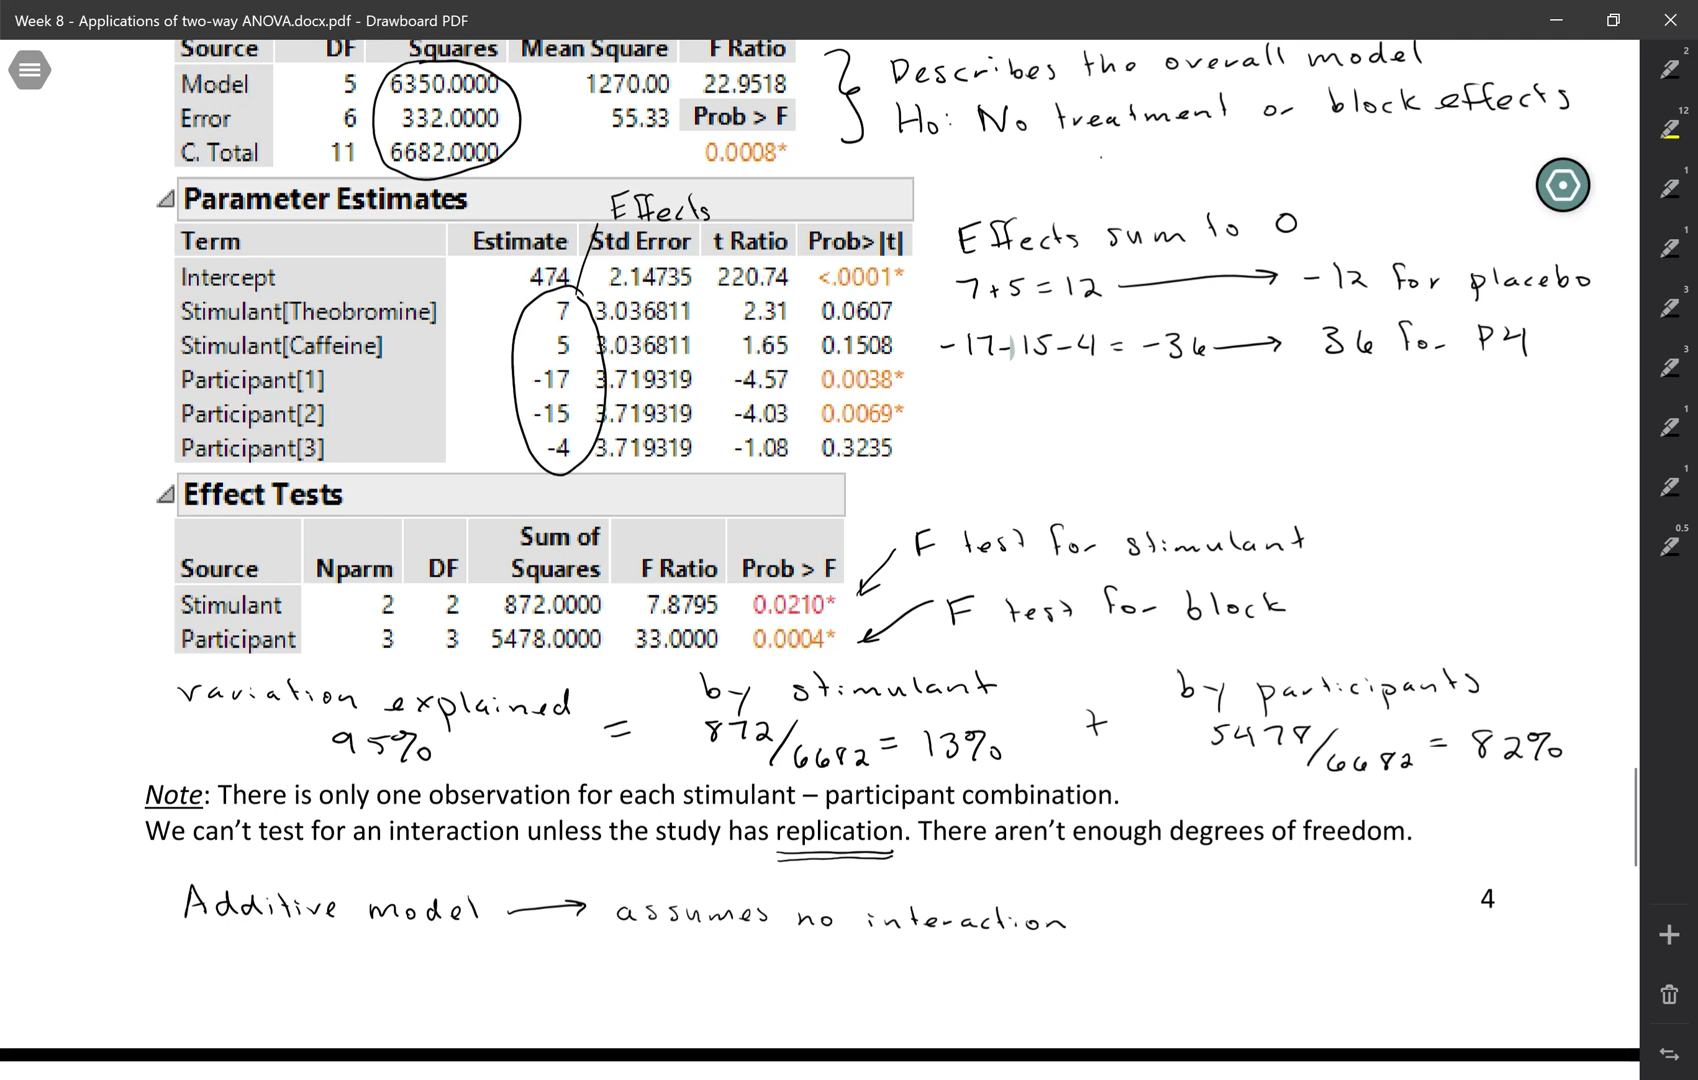 Week 8 - Applications of two-way ANOVA.docx.pdf - Drawboard PDF
Source DF Squares Mean Square F Ratio
Model 5 6350.0000 1270.00 22.9518
Error 6 332.0000 55.33 Prob > F
C. Total 11 6682.0000 0.0008*
Describes the overall model
Ho: No treatment or block effects
Parameter Estimates
Effects
Term Estimate Std Error t Ratio Prob>|t|
Intercept 474 2.14735 220.74 <.0001*
Stimulant[Theobromine] 7 3.036811 2.31 0.0607
Stimulant[Caffeine] 5 3.036811 1.65 0.1508
Participant[1] -17 3.719319 -4.57 0.0038*
Participant[2] -15 3.719319 -4.03 0.0069*
Participant[3] -4 3.719319 -1.08 0.3235
Effects sum to 0
7+5=12 → -12 for placebo
-17-15-4 = -36 → 36 for P4
Effect Tests
Sum of
Source Nparm DF Squares F Ratio Prob > F
Stimulant 2 2 872.0000 7.8795 0.0210*
Participant 3 3 5478.0000 33.0000 0.0004*
F test for stimulant
F test for block
variation explained = by stimulant + by participants
95% 872/6682 = 13% 5478/6682 = 82%
Note: There is only one observation for each stimulant – participant combination.
We can't test for an interaction unless the study has replication. There aren't enough degrees of freedom.
Additive model → assumes no interaction
4
2
12
1
1
3
3
1
1
0.5